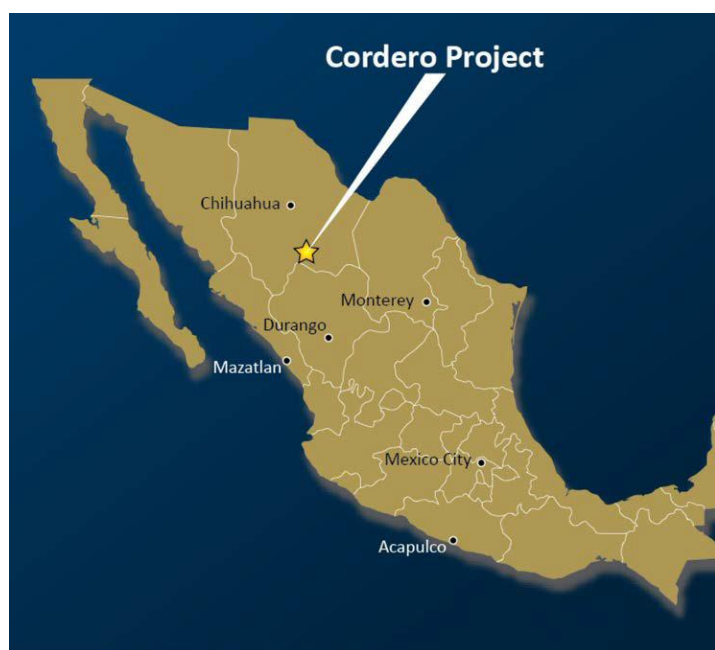 Cordero Project
Chihuahua
Monterey
Durango
Mazatlan
Mexico City
Acapulco